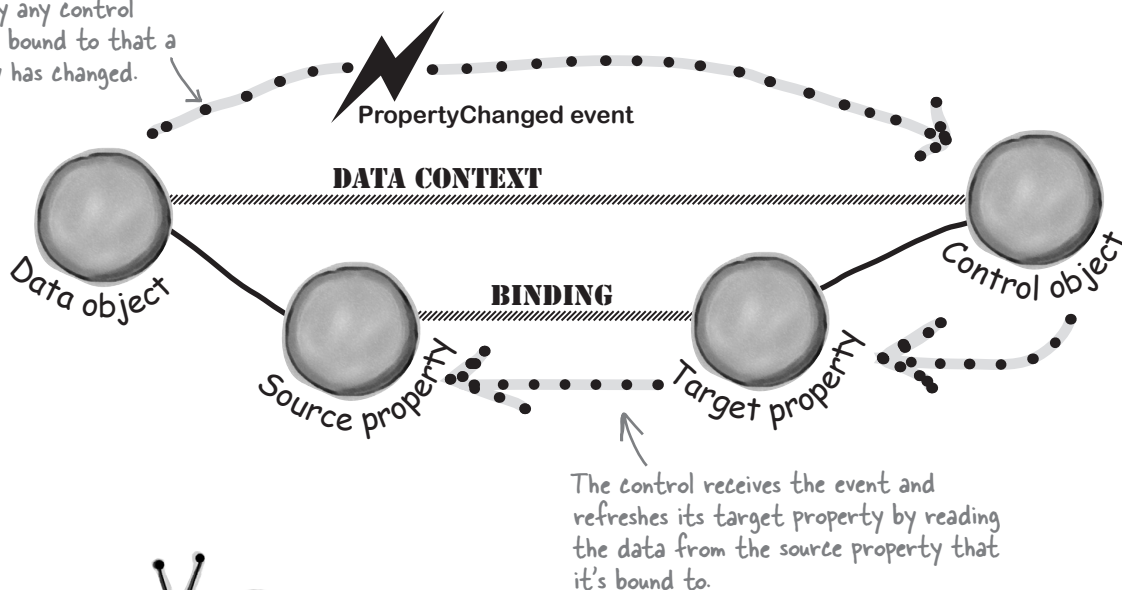 any control
bound to that a
has changed.
PropertyChanged event
DATA CONTEXT
Data object
Control object
BINDING
Source property
Target property
The control receives the event and
refreshes its target property by reading
the data from the source property that
it's bound to.